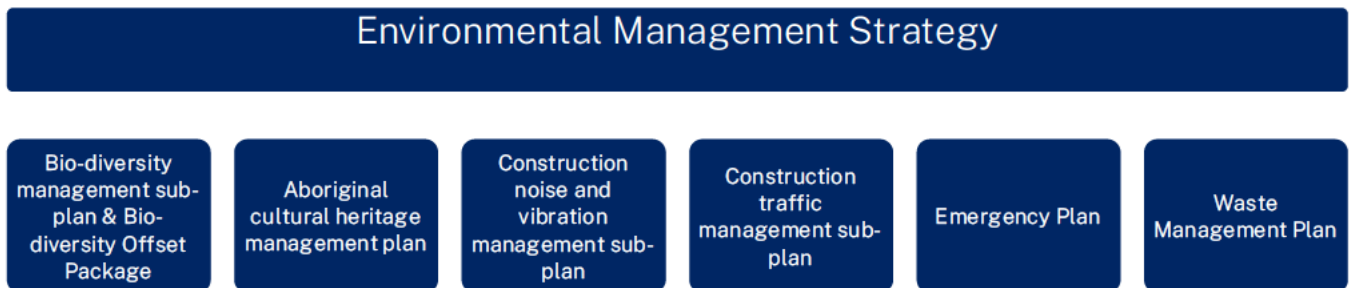 Environmental Management Strategy
Bio-diversity
management sub-
plan & Bio-
diversity Offset
Package
Aboriginal
cultural heritage
management plan
Construction
noise and
vibration
management sub-
plan
Construction
traffic
management sub-
plan
Emergency Plan
Waste
Management Plan